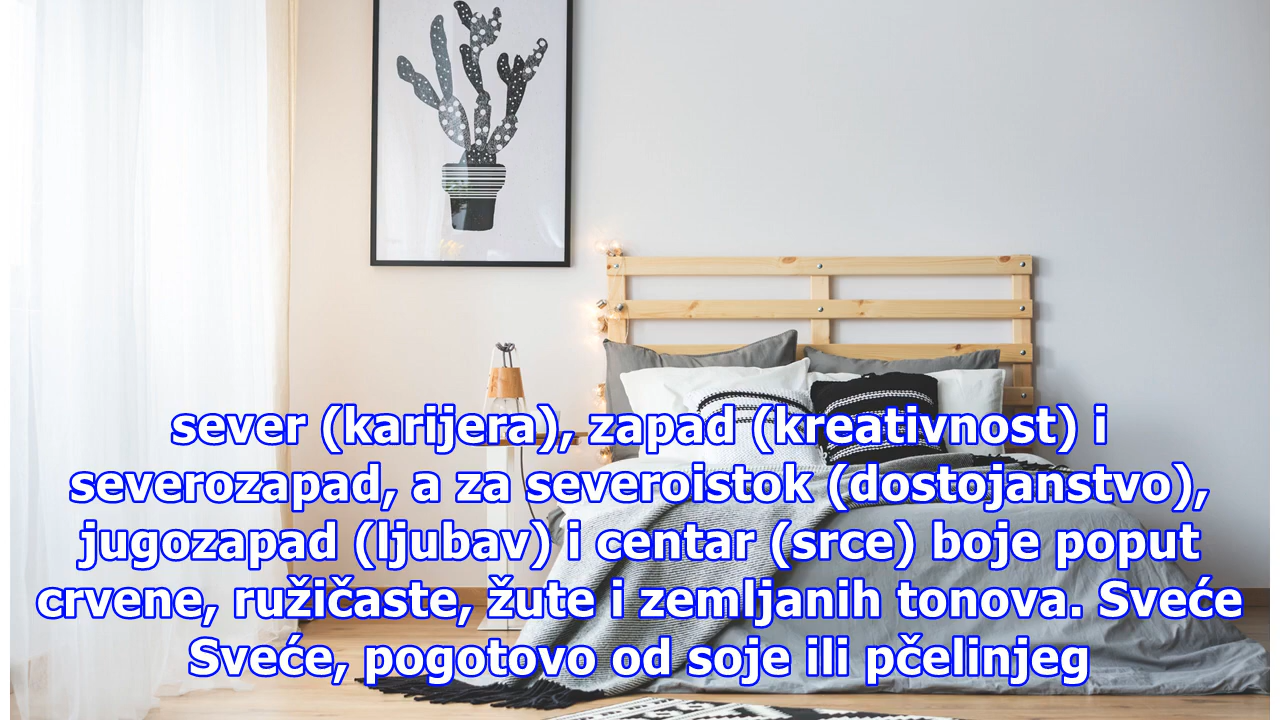 sever (karijera), zapad (kreativnost) i
severozapad, a za severoistok (dostojanstvo),
jugozapad (ljubav) i centar (srce) boje poput
crvene, ružičaste, žute i zemljanih tonova. Sveće
Sveće, pogotovo od soje ili pčelinjeg